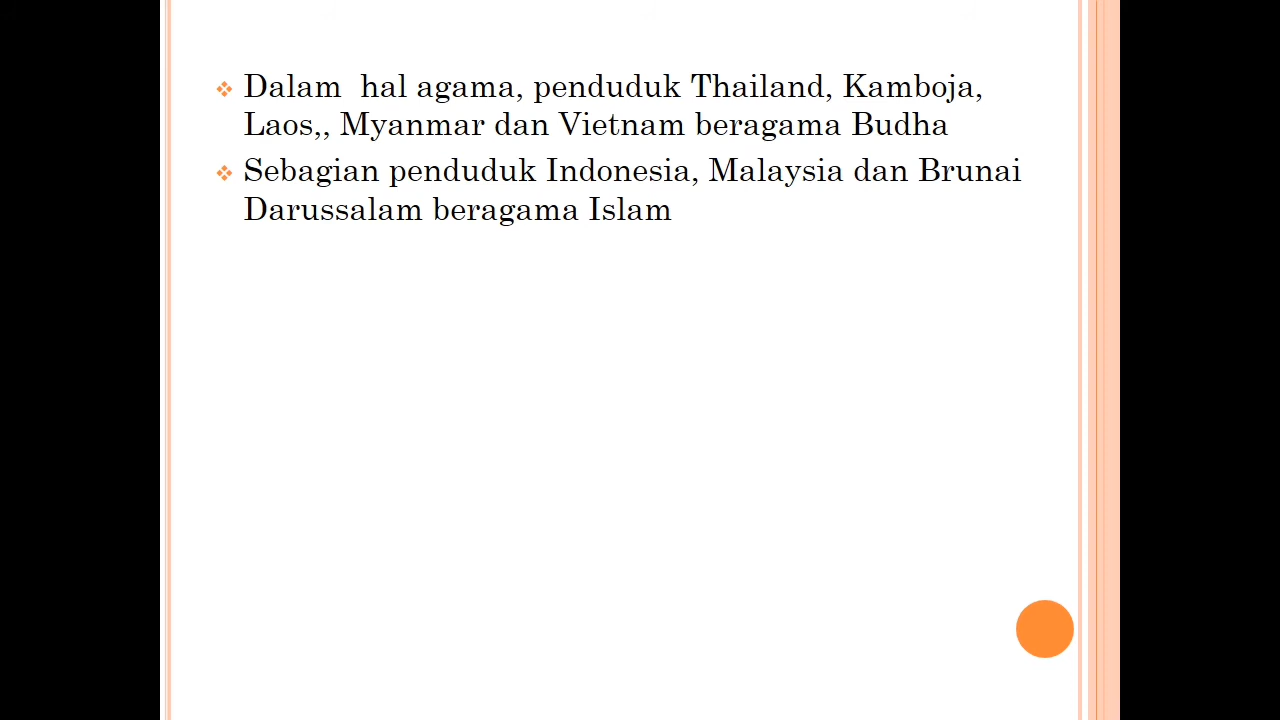 Dalam  hal agama, penduduk Thailand, Kamboja,
Laos,, Myanmar dan Vietnam beragama Budha
Sebagian penduduk Indonesia, Malaysia dan Brunai
Darussalam beragama Islam